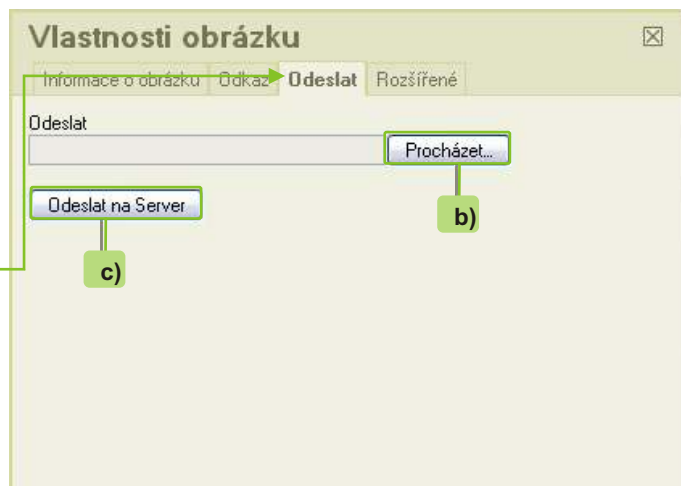 Vlastnosti obrázku
Informace o obrázku Odkaz Odeslat Rozšířené
Odeslat
Procházet...
Odeslat na Server
b)
c)